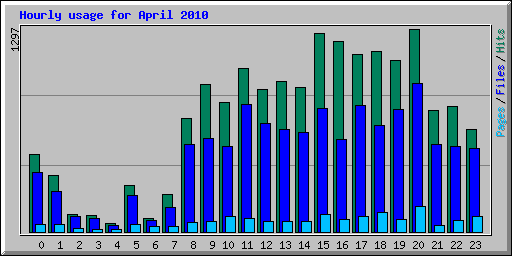 Hourly usage for April 2010
1297
Pages/Files/Hits
0 1 2 3 4 5 6 7 8 9 10 11 12 13 14 15 16 17 18 19 20 21 22 23